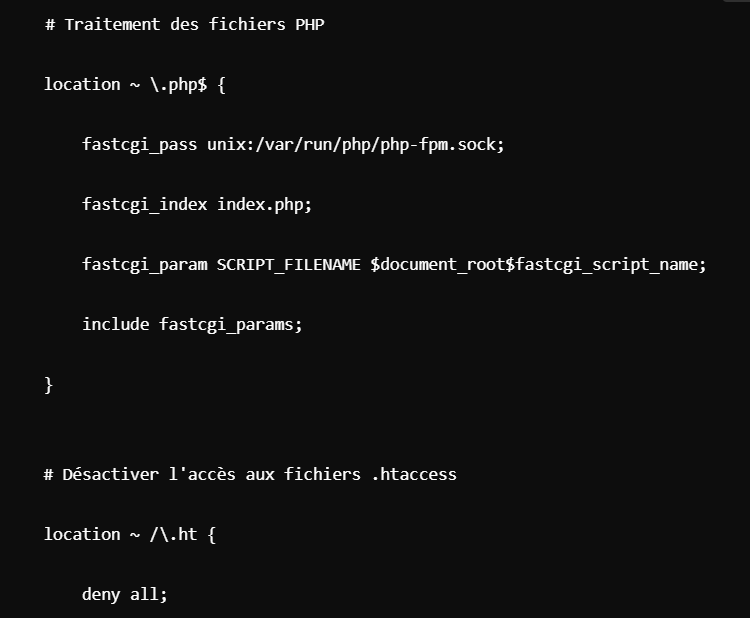 # Traitement des fichiers PHP
location ~ \.php$ {
fastcgi_pass unix:/var/run/php/php-fpm.sock;
fastcgi_index index.php;
fastcgi_param SCRIPT_FILENAME $document_root$fastcgi_script_name;
include fastcgi_params;
}
# Désactiver l'accès aux fichiers .htaccess
location ~ /\.ht {
deny all;